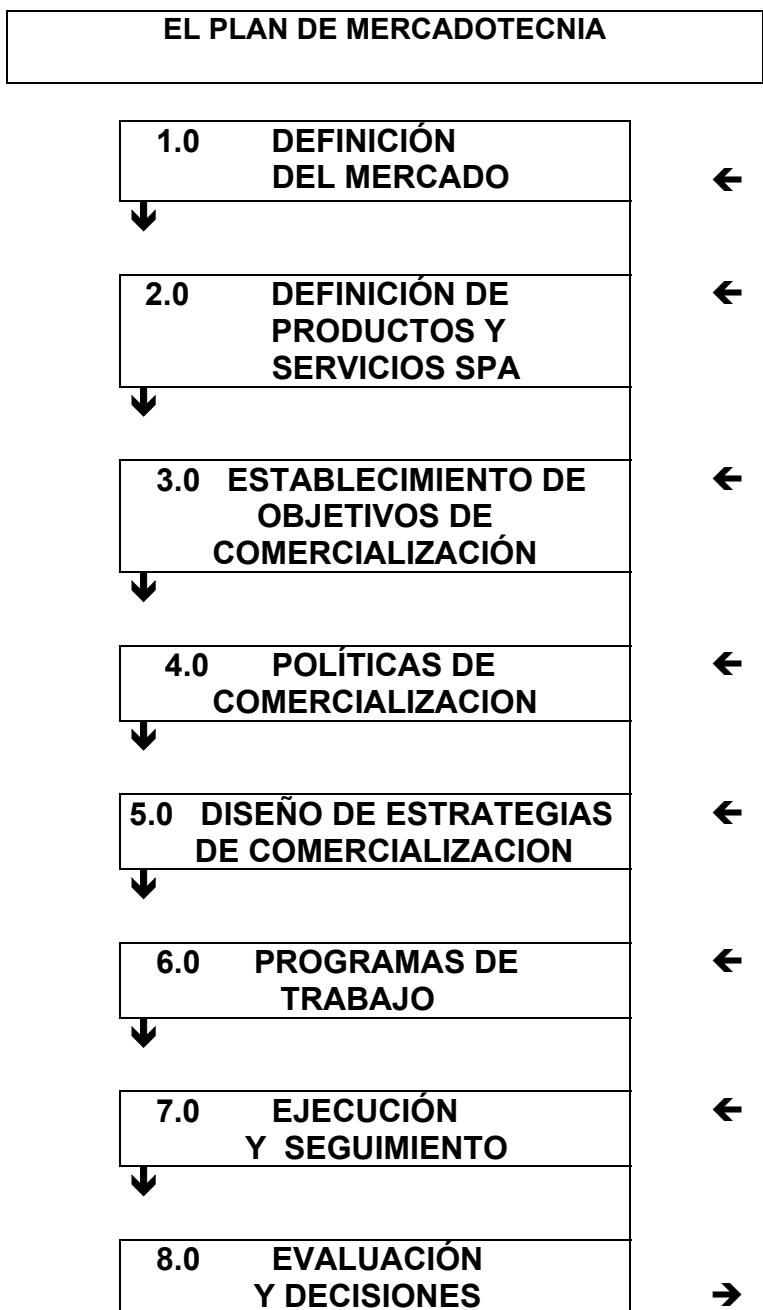 EL PLAN DE MERCADOTECNIA
1.0 DEFINICIÓN
DEL MERCADO
2.0 DEFINICIÓN DE
PRODUCTOS Y
SERVICIOS SPA
3.0 ESTABLECIMIENTO DE
OBJETIVOS DE
COMERCIALIZACIÓN
4.0 POLÍTICAS DE
COMERCIALIZACION
5.0 DISEÑO DE ESTRATEGIAS
DE COMERCIALIZACION
6.0 PROGRAMAS DE
TRABAJO
7.0 EJECUCIÓN
Y SEGUIMIENTO
8.0 EVALUACIÓN
Y DECISIONES